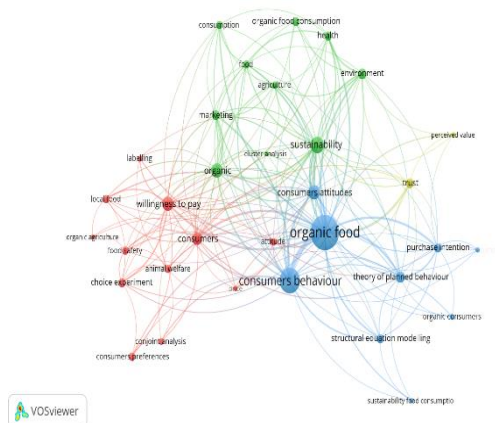 consumption
organic food consumption
health
food
environment
agriculture
marketing
perceived value
sustainability
cluster analysis
labelling
organic
trust
consumers attitudes
local food
willingness to pay
organic food
organic agriculture
consumers
attitude
food safety
purchase intention
animal welfare
theory of planned behaviour
choice experiment
consumers behaviour
organic consumers
structural equation modelling
conjoint analysis
consumers preferences
sustainability food consumptio
VOSviewer